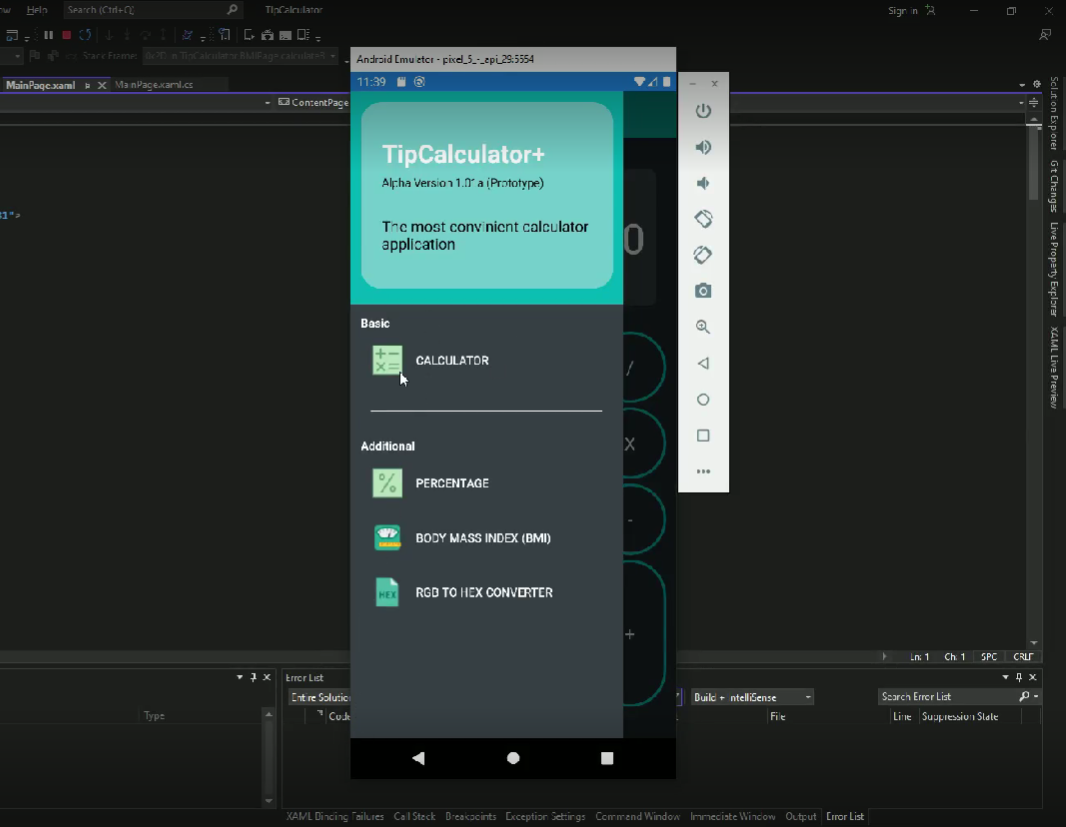 Help
Search (Ctrl+Q)
TipCalculator
Sign in
Stack Frame:
MainPage.xaml
MainPage.xaml.cs
ContentPage
31">
Android Emulator - pixel_5_-_api_29:5554
11:39
TipCalculator+
Alpha Version 1.01a (Prototype)
The most convinient calculator
application
0
Basic
CALCULATOR
/
X
Additional
PERCENTAGE
-
BODY MASS INDEX (BMI)
HEX
RGB TO HEX CONVERTER
+
Solution Explorer
Git Changes
Live Property Explorer
XAML Live Preview
Ln: 1 Ch: 1 SPC CRLF
Error List
Entire Solutio
Build + IntelliSense
Search Error List
Type
Code
File
Line
Suppression State
XAML Binding Failures
Call Stack
Breakpoints
Exception Settings
Command Window
Immediate Window
Output
Error List